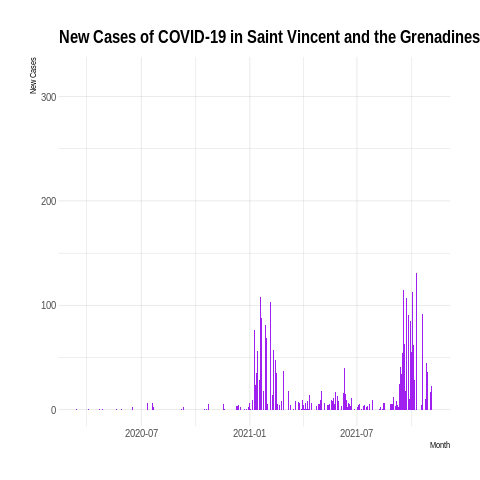 New Cases of COVID-19 in Saint Vincent and the Grenadines
New Cases
300
200
100
0
2020-07
2021-01
2021-07
Month